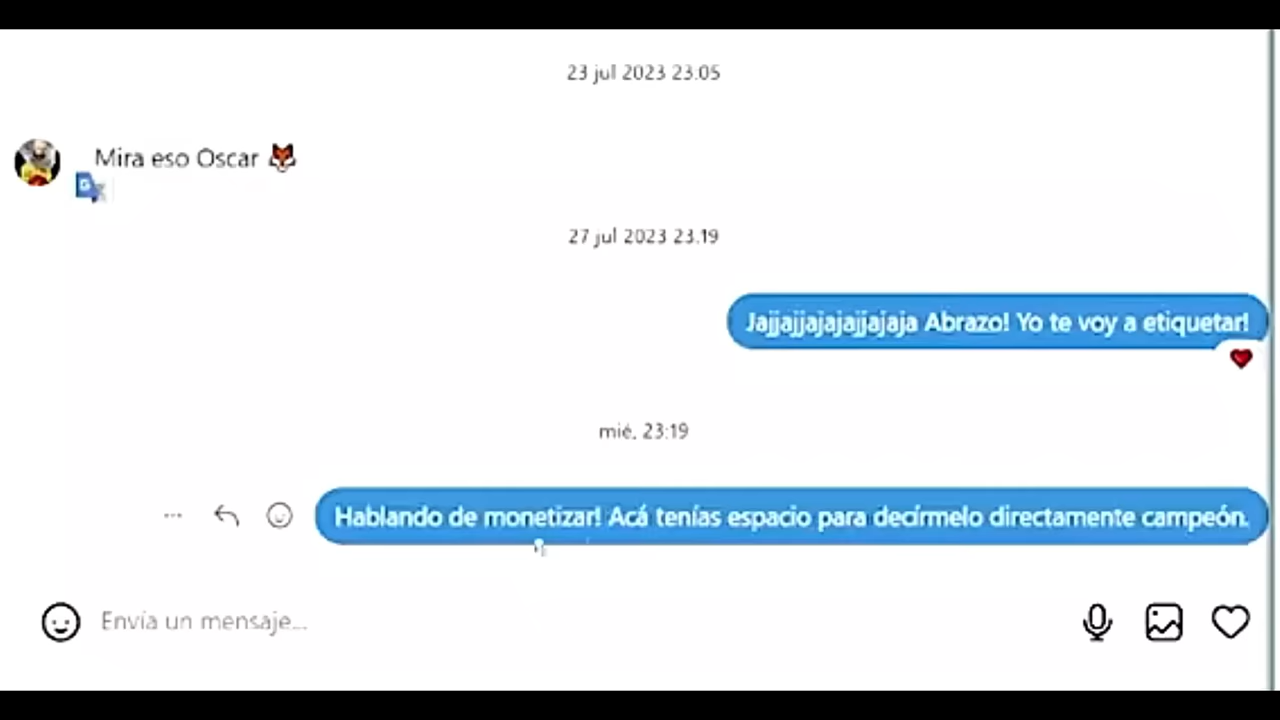 23 jul 2023 23:05
Mira eso Oscar 🦊
27 jul 2023 23:19
Jajjajjajajajjajaja Abrazo! Yo te voy a etiquetar!
mié. 23:19
Hablando de monetizar! Acá tenías espacio para decírmelo directamente campeón.
Envía un mensaje...